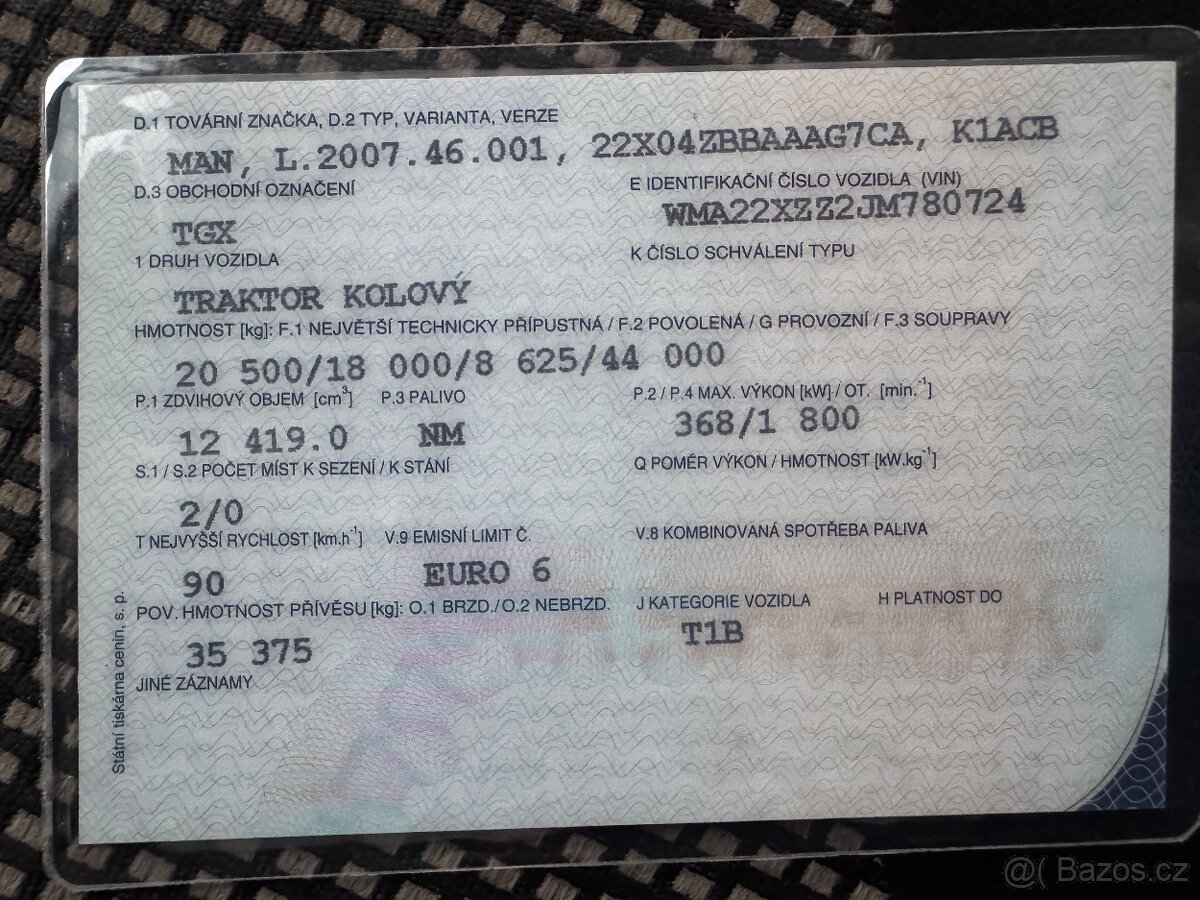 D.1 TOVÁRNÍ ZNAČKA, D.2 TYP, VARIANTA, VERZE
MAN, L.2007.46.001, 22X04ZBBAAAG7CA, K1ACB
D.3 OBCHODNÍ OZNAČENÍ
E IDENTIFIKAČNÍ ČÍSLO VOZIDLA (VIN)
TGX
WMA22XZZ2JM780724
1 DRUH VOZIDLA
K ČÍSLO SCHVÁLENÍ TYPU
TRAKTOR KOLOVÝ
HMOTNOST [kg]: F.1 NEJVĚTŠÍ TECHNICKY PŘÍPUSTNÁ / F.2 POVOLENÁ / G PROVOZNÍ / F.3 SOUPRAVY
20 500/18 000/8 625/44 000
P.1 ZDVIHOVÝ OBJEM [cm³] P.3 PALIVO
P.2 / P.4 MAX. VÝKON [kW] / OT. [min.⁻¹]
12 419.0 NM
368/1 800
S.1 / S.2 POČET MÍST K SEZENÍ / K STÁNÍ
Q POMĚR VÝKON / HMOTNOST [kW.kg⁻¹]
2/0
T NEJVYŠŠÍ RYCHLOST [km.h⁻¹] V.9 EMISNÍ LIMIT Č.
V.8 KOMBINOVANÁ SPOTŘEBA PALIVA
90 EURO 6
POV. HMOTNOST PŘÍVĚSU [kg]: O.1 BRZD./O.2 NEBRZD.
J KATEGORIE VOZIDLA H PLATNOST DO
35 375
T1B
JINÉ ZÁZNAMY
Státní tiskárna cenin, s. p.
@( Bazos.cz